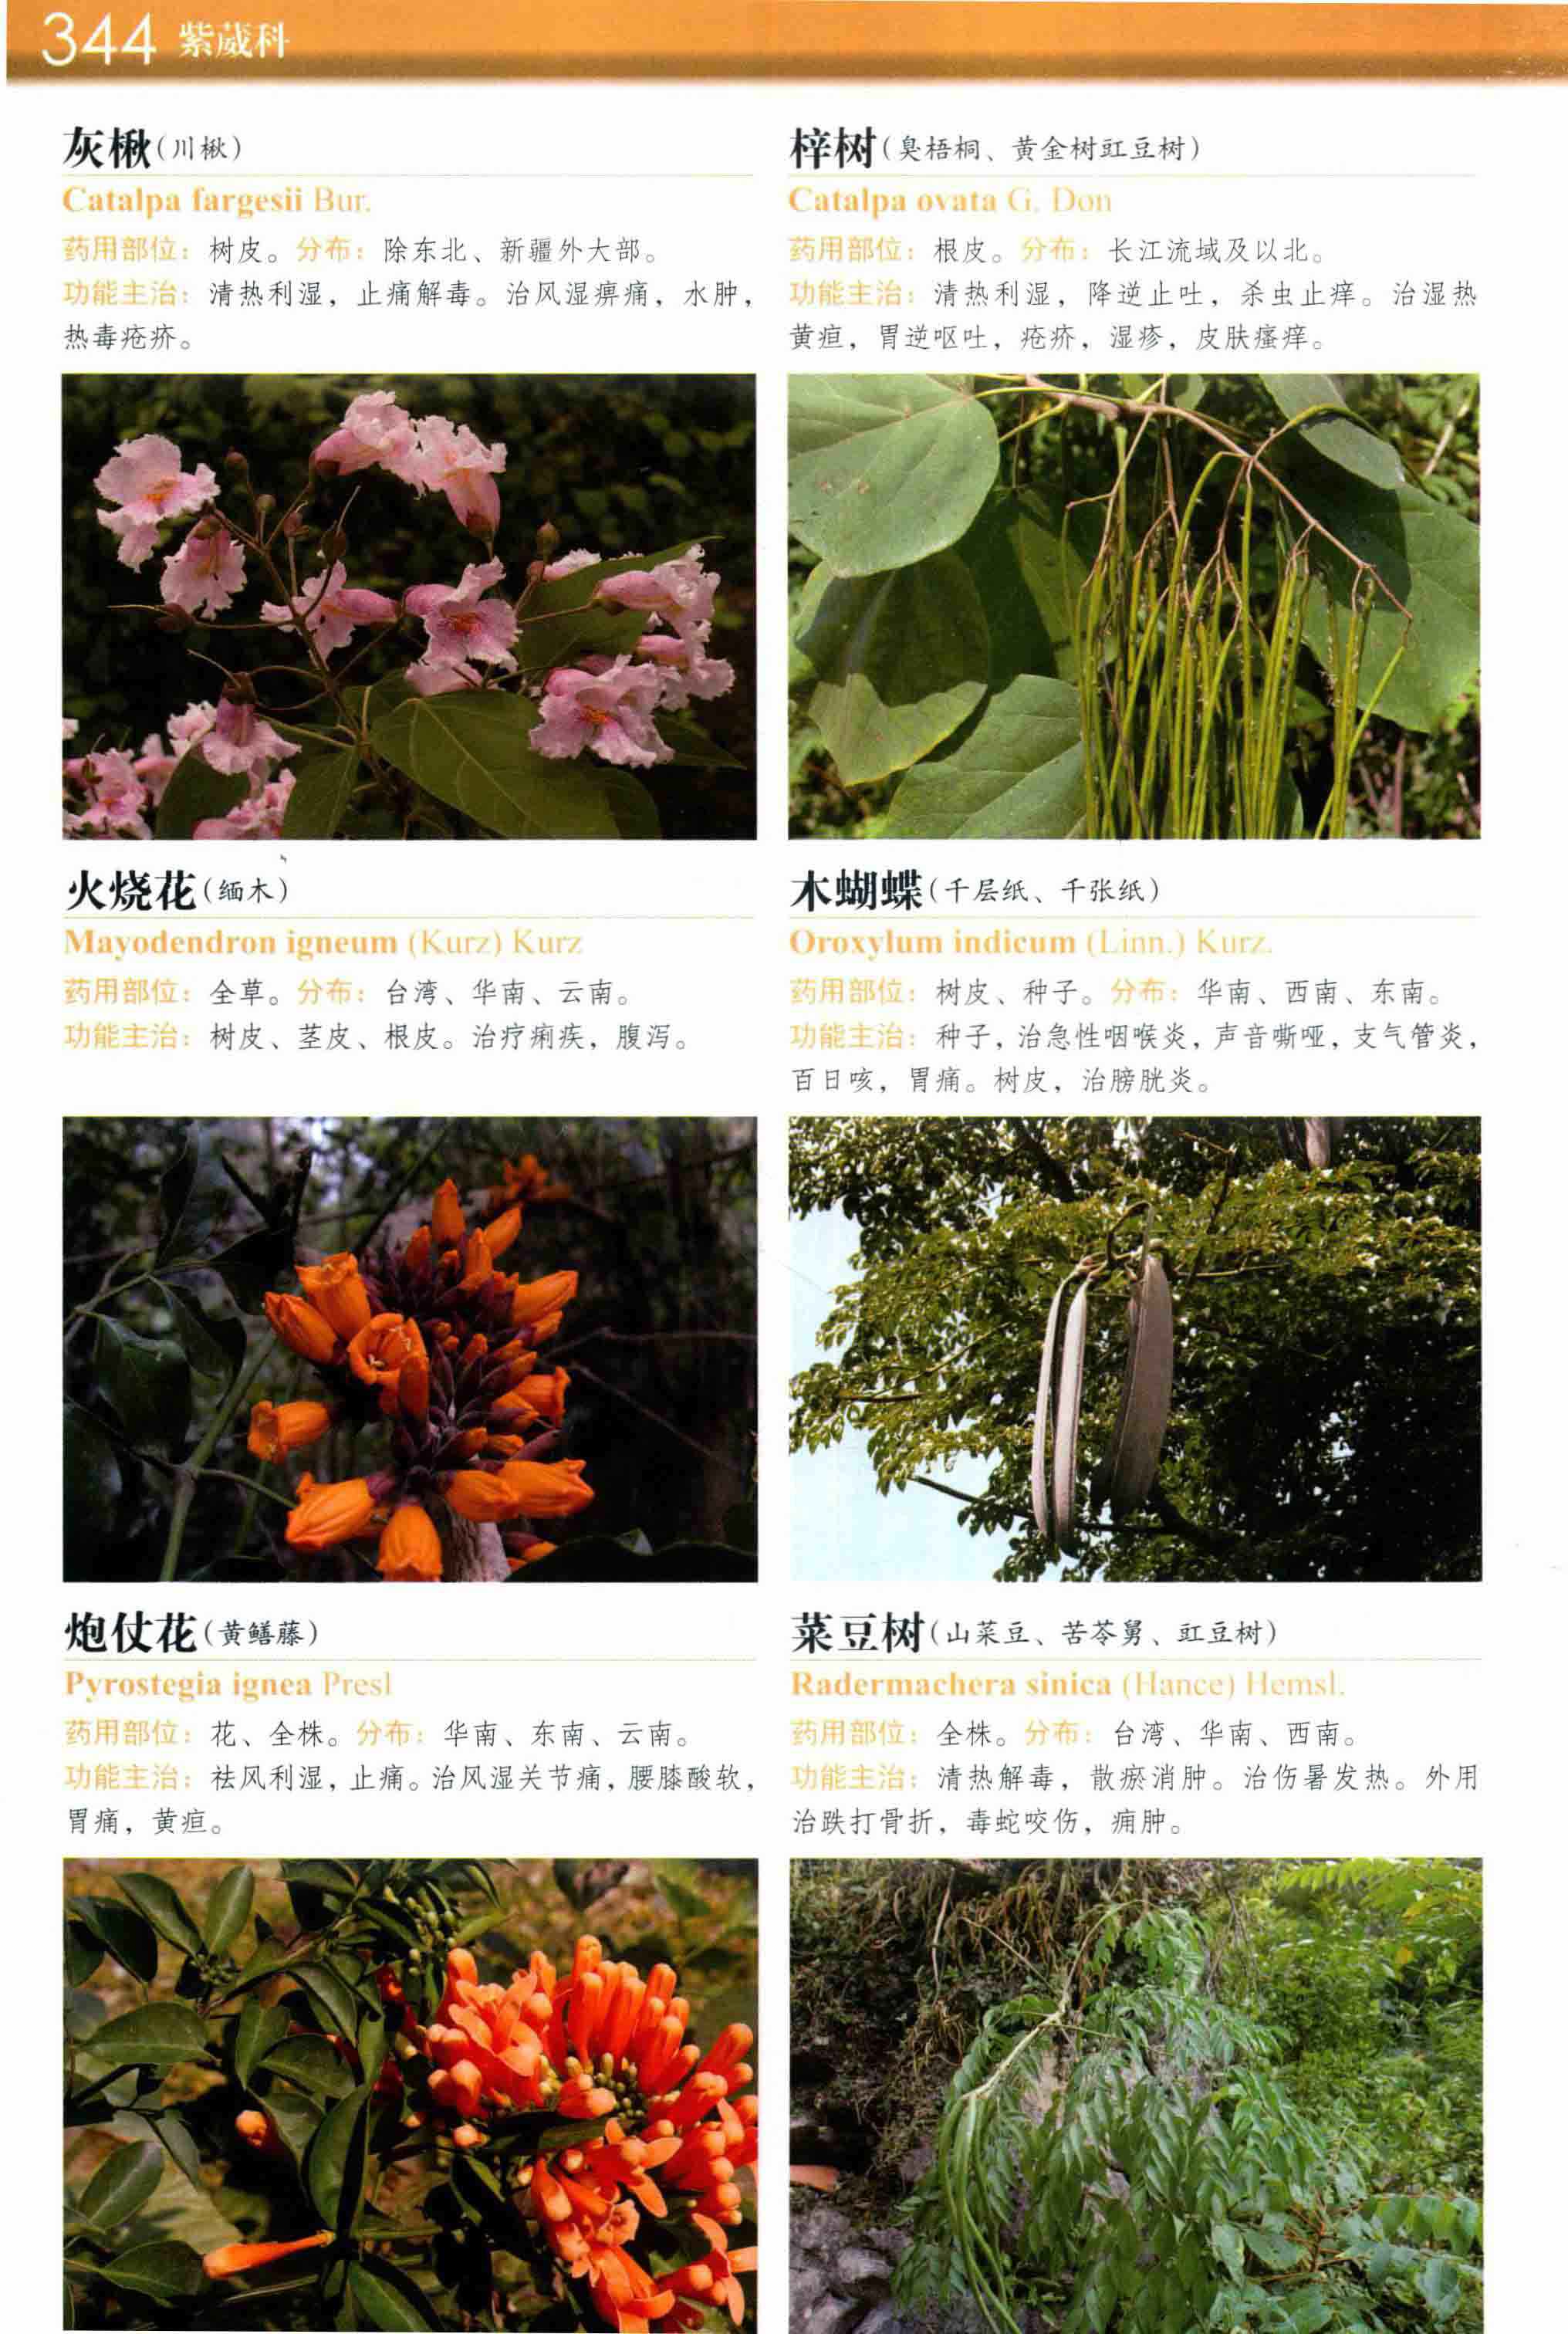 344 紫葳科
灰楸(川楸)
Catalpa fargesii Bur.
药用部位：树皮。分布：除东北、新疆外大部。
功能主治：清热利湿，止痛解毒。治风湿痹痛，水肿，
热毒疮疥。
梓树(臭梧桐、黄金树豇豆树)
Catalpa ovata G. Don
药用部位：根皮。分布：长江流域及以北。
功能主治：清热利湿，降逆止吐，杀虫止痒。治湿热
黄疸，胃逆呕吐，疮疥，湿疹，皮肤瘙痒。
火烧花(缅木)
Mayodendron igneum (Kurz) Kurz
药用部位：全草。分布：台湾、华南、云南。
功能主治：树皮、茎皮、根皮。治疗痢疾，腹泻。
木蝴蝶(千层纸、千张纸)
Oroxylum indicum (Linn.) Kurz.
药用部位：树皮、种子。分布：华南、西南、东南。
功能主治：种子，治急性咽喉炎，声音嘶哑，支气管炎，
百日咳，胃痛。树皮，治膀胱炎。
炮仗花(黄鳝藤)
Pyrostegia ignea Presl
药用部位：花、全株。分布：华南、东南、云南。
功能主治：祛风利湿，止痛。治风湿关节痛，腰膝酸软，
胃痛，黄疸。
菜豆树(山菜豆、苦苓舅、豇豆树)
Radermachera sinica (Hance) Hemsl.
药用部位：全株。分布：台湾、华南、西南。
功能主治：清热解毒，散瘀消肿。治伤暑发热。外用
治跌打骨折，毒蛇咬伤，痈肿。